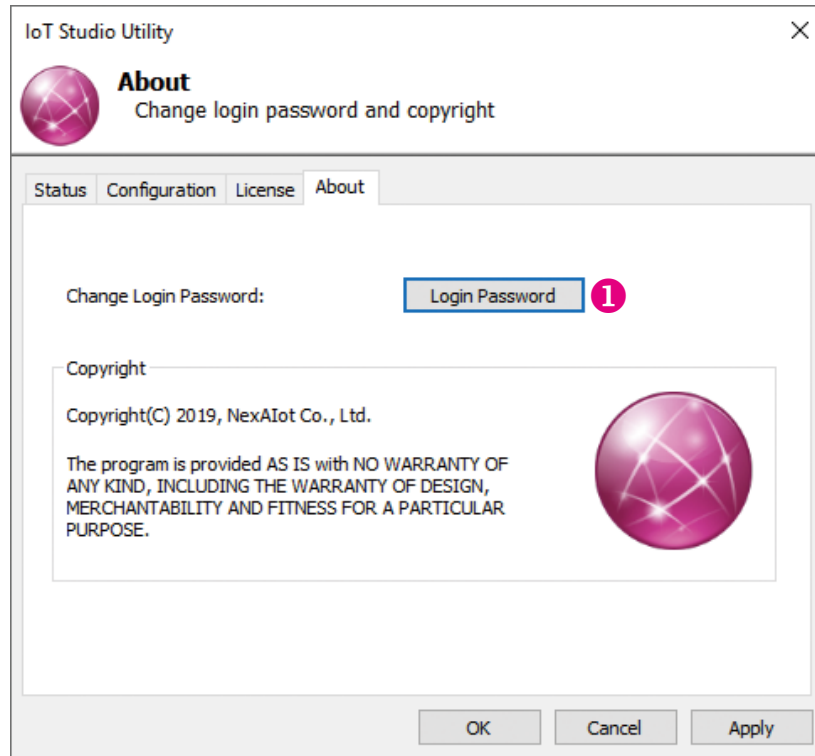 IoT Studio Utility
About
Change login password and copyright
Status Configuration License About
Change Login Password: Login Password 1
Copyright
Copyright(C) 2019, NexAIot Co., Ltd.
The program is provided AS IS with NO WARRANTY OF
ANY KIND, INCLUDING THE WARRANTY OF DESIGN,
MERCHANTABILITY AND FITNESS FOR A PARTICULAR
PURPOSE.
OK Cancel Apply